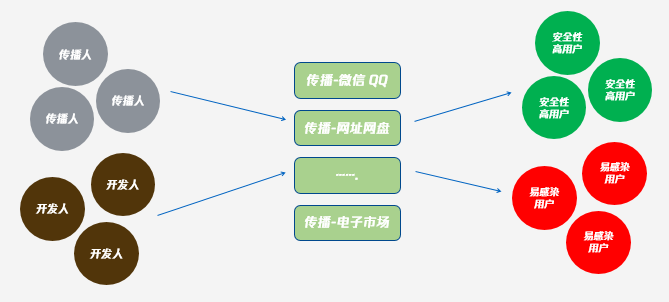 传播人
传播人
传播人
开发人
开发人
开发人
传播-微信 QQ
传播-网址网盘
······.
传播-电子市场
安全性
高用户
安全性
高用户
安全性
高用户
易感染
用户
易感染
用户
易感染
用户